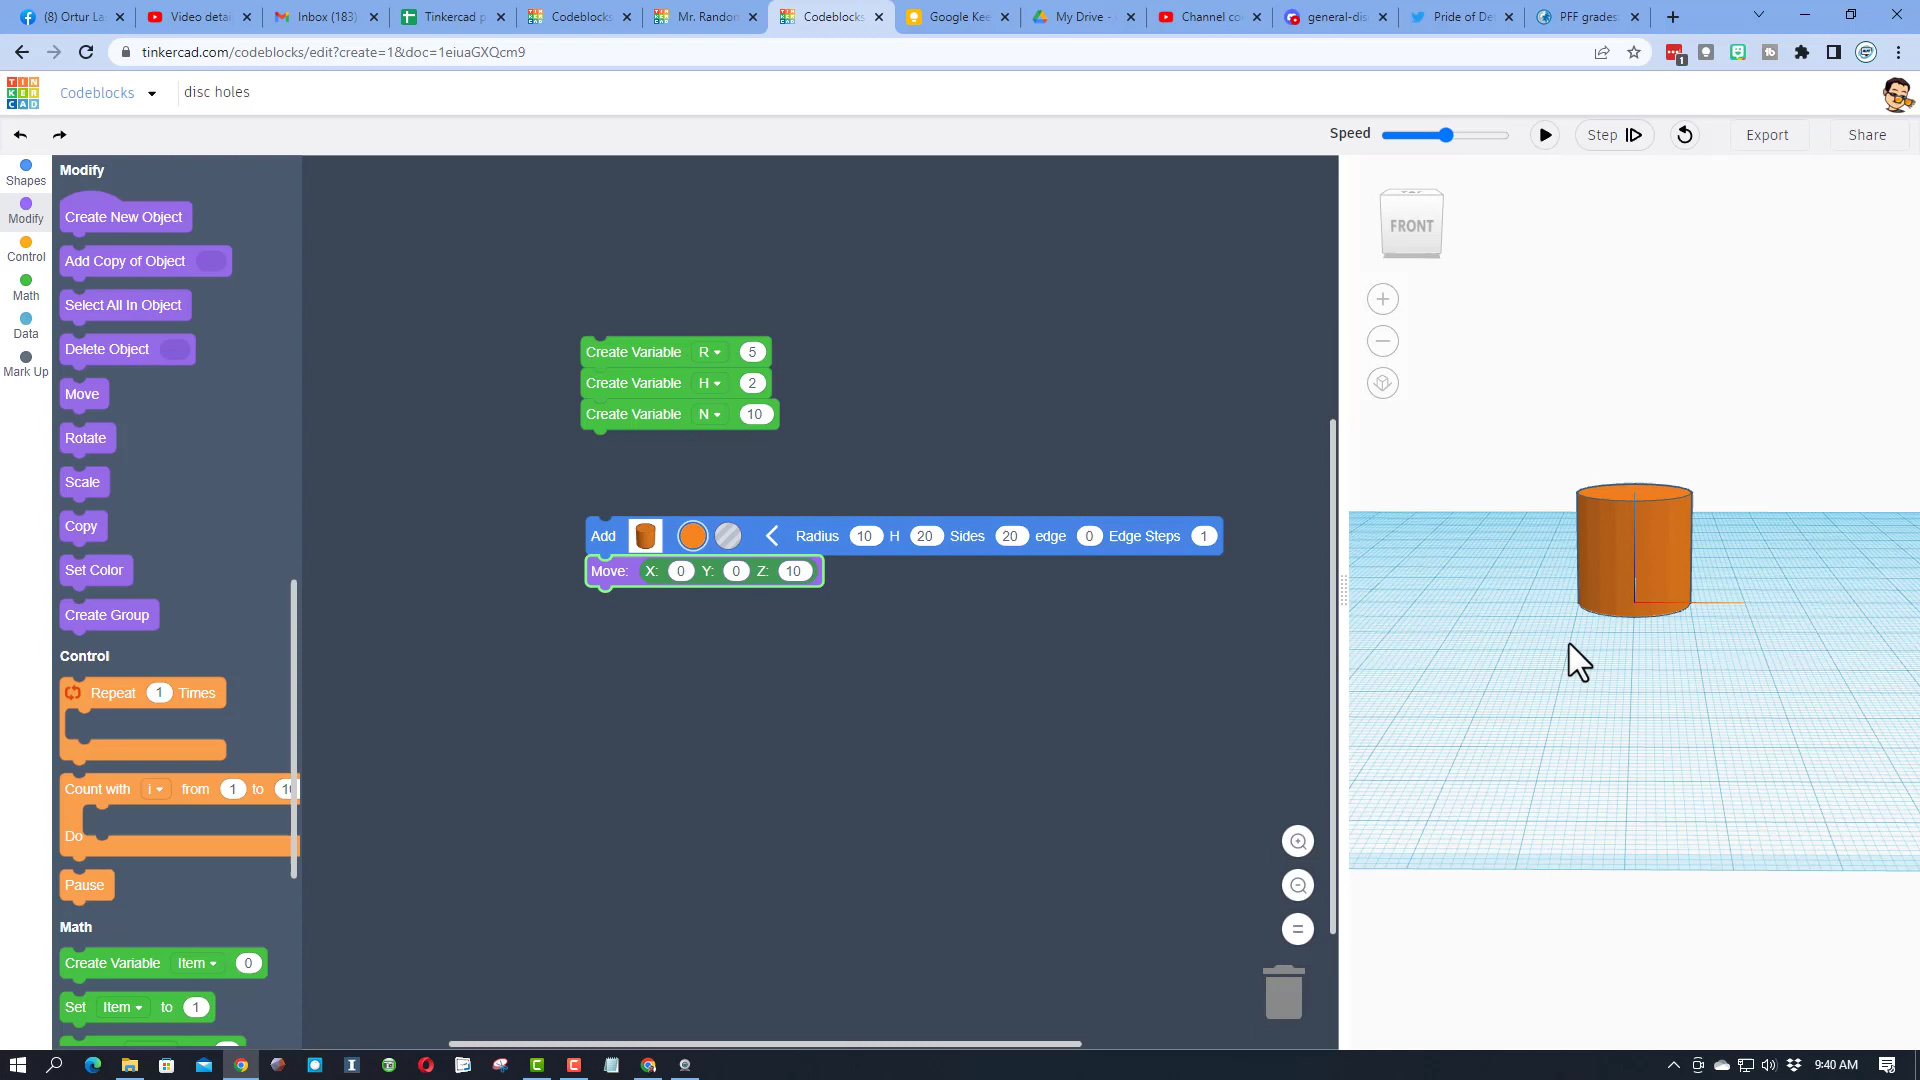 (8) Ortur La
Video detai
Inbox (183)
Tinkercad p
Codeblocks
Mr. Random
Codeblocks
Google Kee
My Drive -
Channel co
general-dis
Pride of De
PFF grades
tinkercad.com/codeblocks/edit?create=1&doc=1eiuaGXQcm9
1
TIN
KER
CAD
Codeblocks
disc holes
Speed
Step
Export
Share
Shapes
Modify
Control
Math
Data
Mark Up
Modify
Create New Object
Add Copy of Object
Select All In Object
Delete Object
Move
Rotate
Scale
Copy
Set Color
Create Group
Control
Repeat 1 Times
Count with i from 1 to 10
Do
Pause
Math
Create Variable Item 0
Set Item to 1
Create Variable R 5
Create Variable H 2
Create Variable N 10
Add Radius 10 H 20 Sides 20 edge 0 Edge Steps 1
Move: X: 0 Y: 0 Z: 10
FRONT
9:40 AM